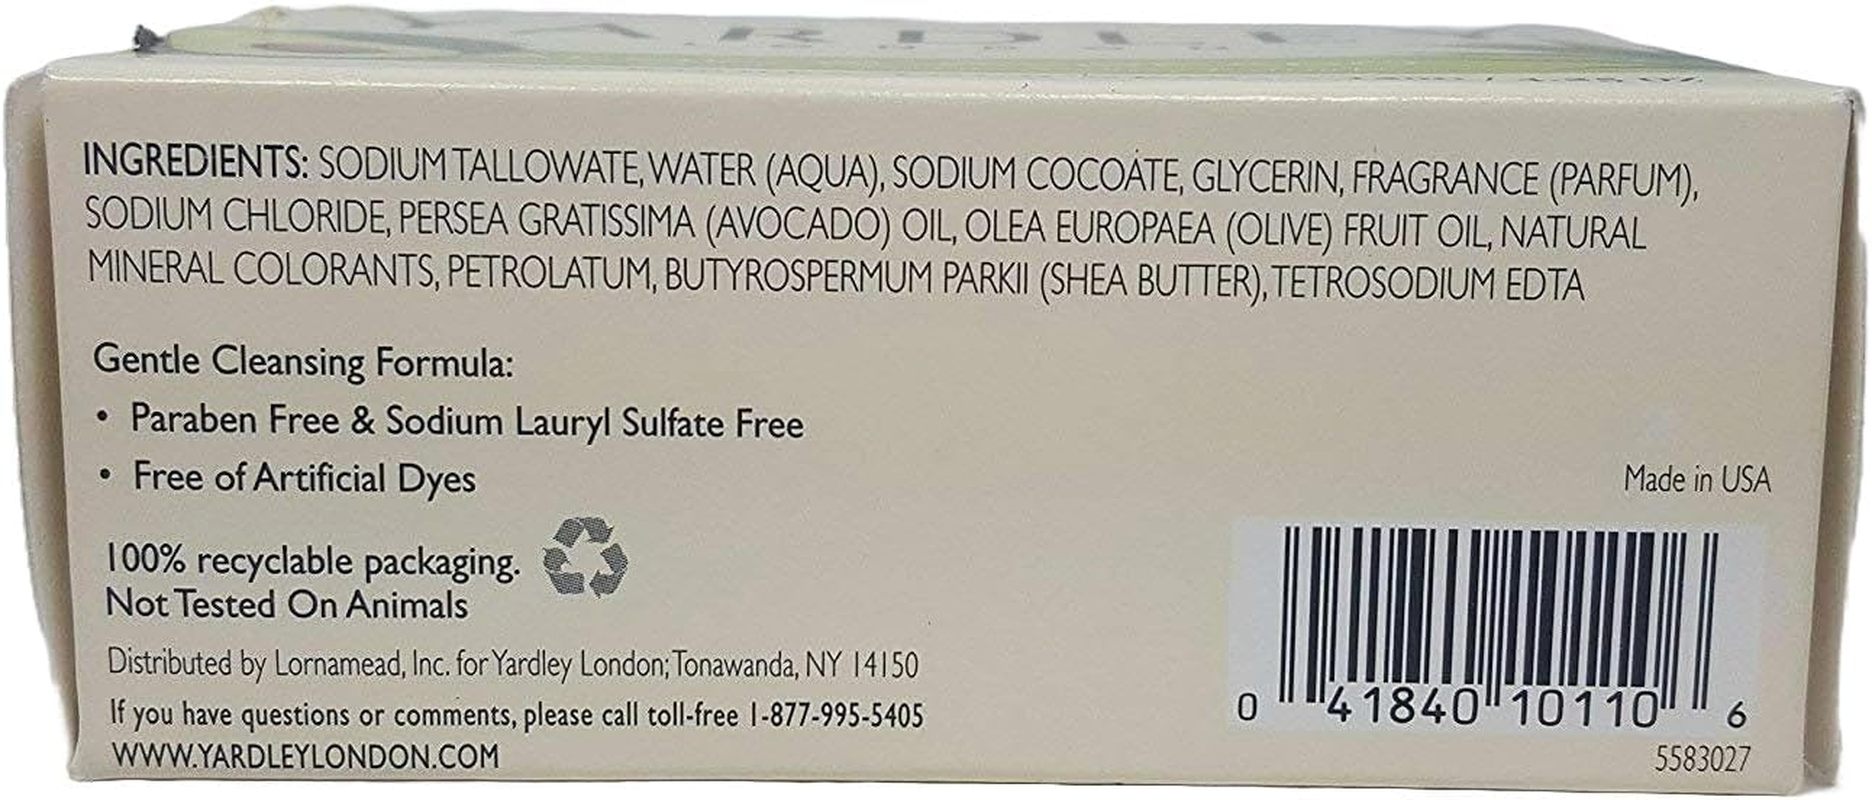 YARDLEY
INGREDIENTS: SODIUM TALLOWATE, WATER (AQUA), SODIUM COCOATE, GLYCERIN, FRAGRANCE (PARFUM),
SODIUM CHLORIDE, PERSEA GRATISSIMA (AVOCADO) OIL, OLEA EUROPAEA (OLIVE) FRUIT OIL, NATURAL
MINERAL COLORANTS, PETROLATUM, BUTYROSPERMUM PARKII (SHEA BUTTER), TETROSODIUM EDTA
Gentle Cleansing Formula:
• Paraben Free & Sodium Lauryl Sulfate Free
• Free of Artificial Dyes
Made in USA
100% recyclable packaging.
Not Tested On Animals
Distributed by Lornamead, Inc. for Yardley London; Tonawanda, NY 14150
If you have questions or comments, please call toll-free 1-877-995-5405
WWW.YARDLEYLONDON.COM
0 41840 10110 6
5583027